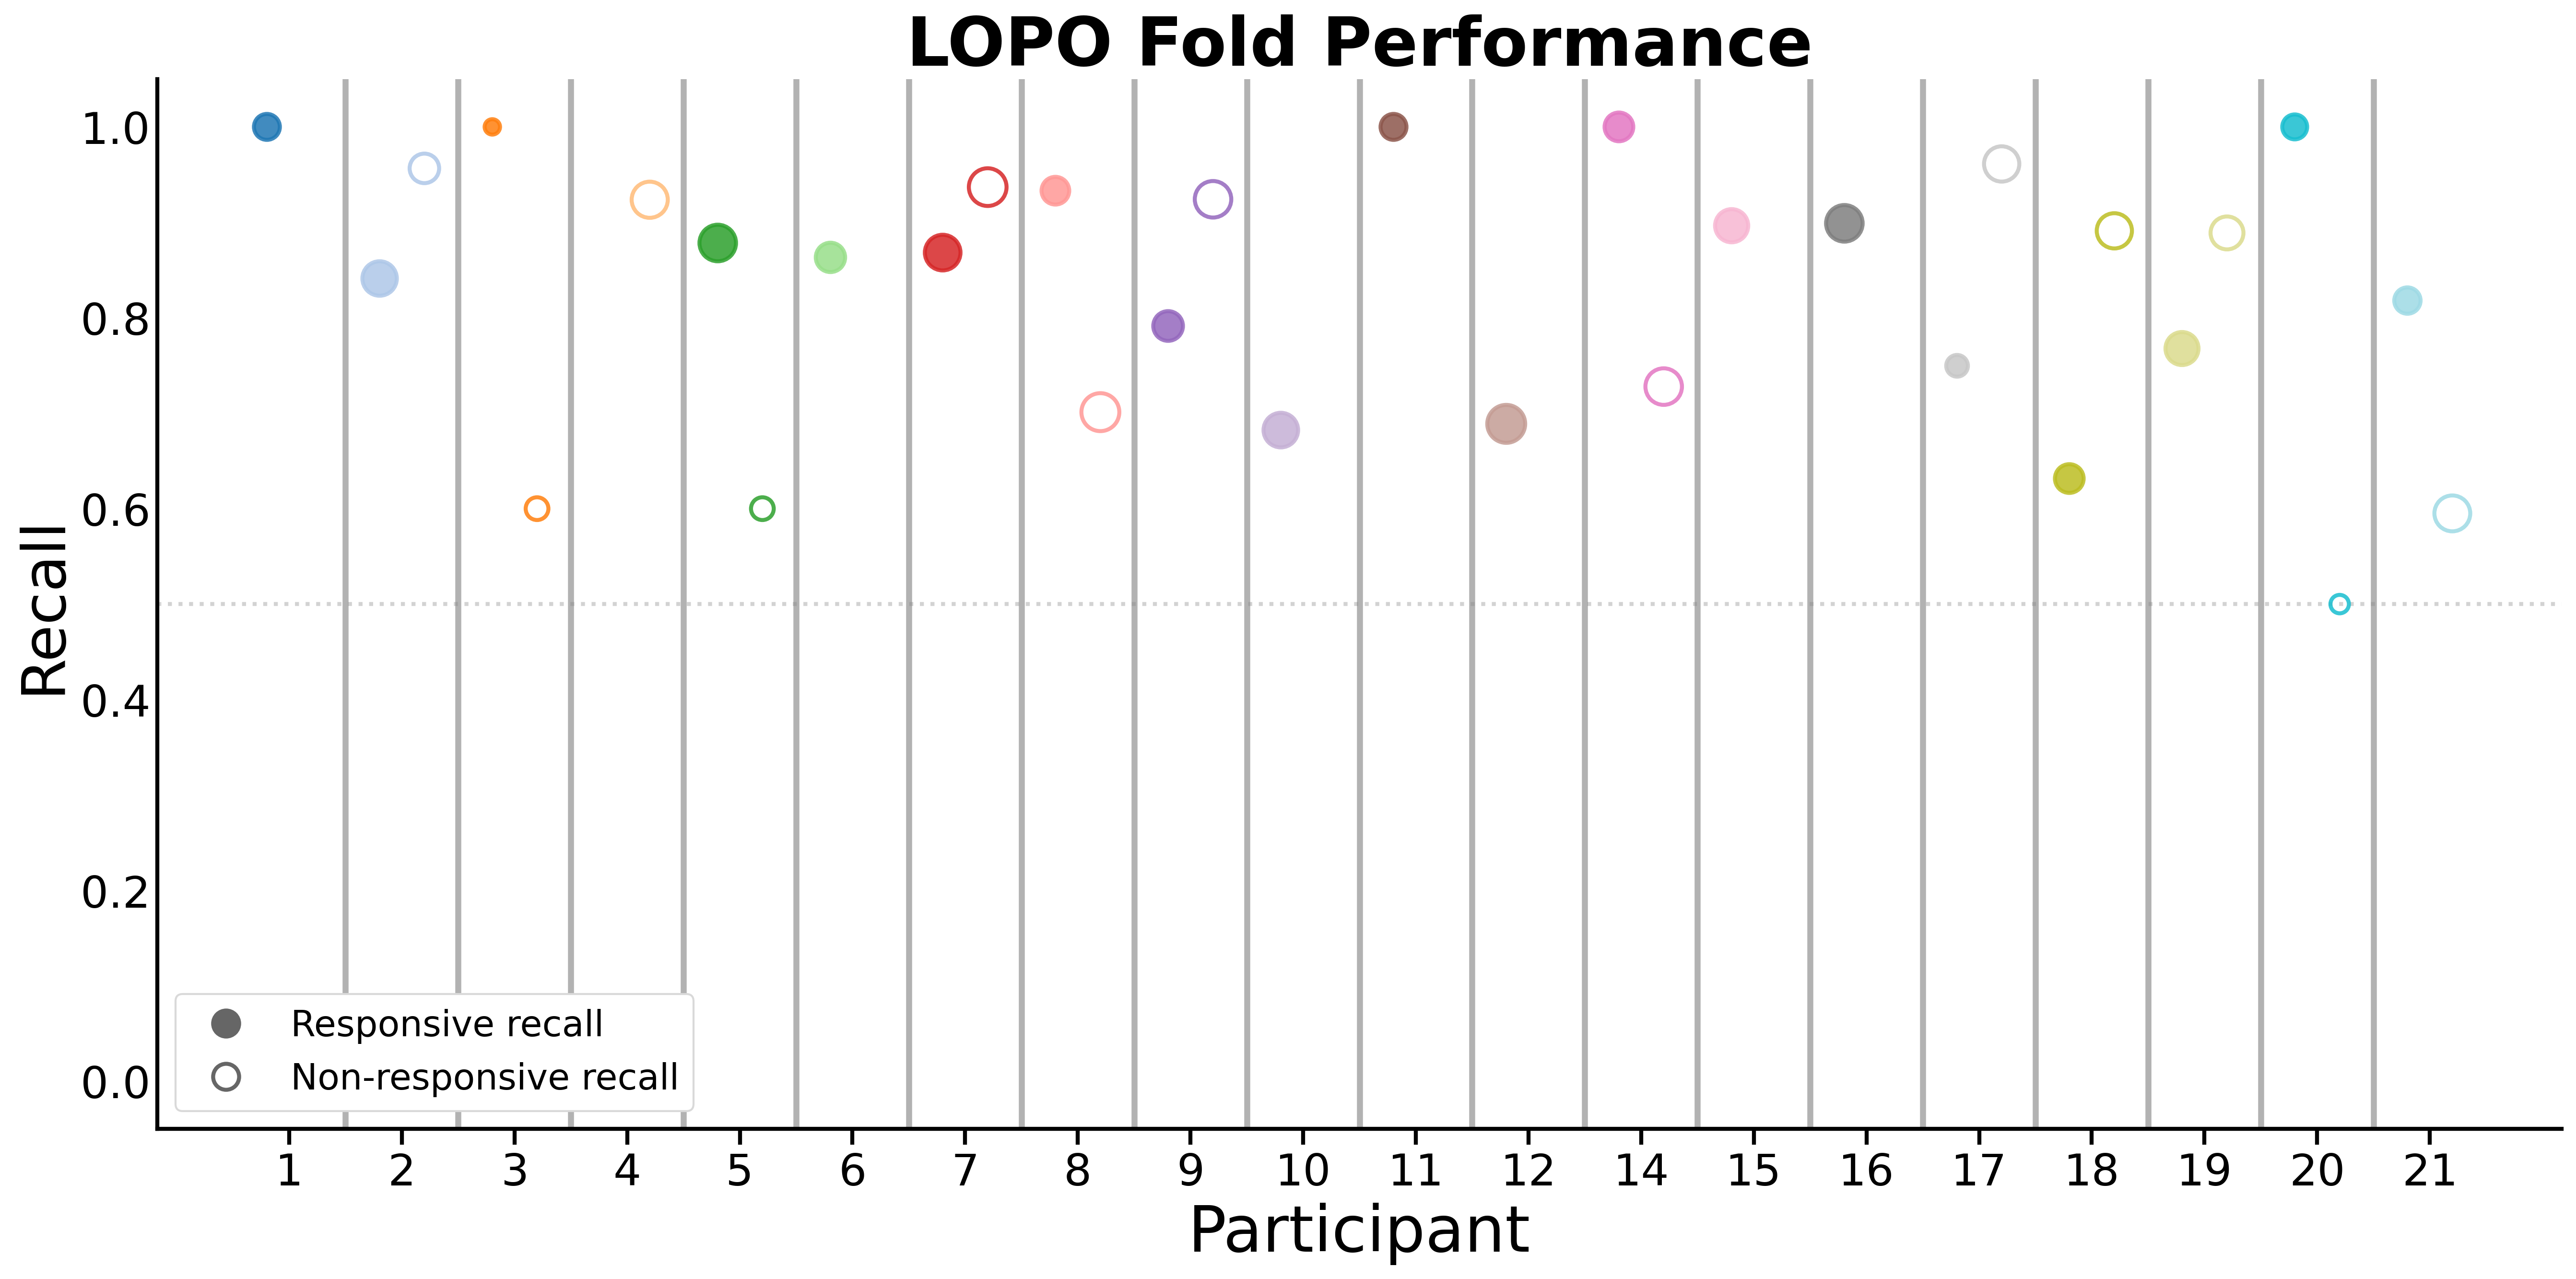 LOPO Fold Performance
Recall
1.0
0.8
0.6
0.4
0.2
0.0
Responsive recall
Non-responsive recall
1 2 3 4 5 6 7 8 9 10 11 12 14 15 16 17 18 19 20 21
Participant